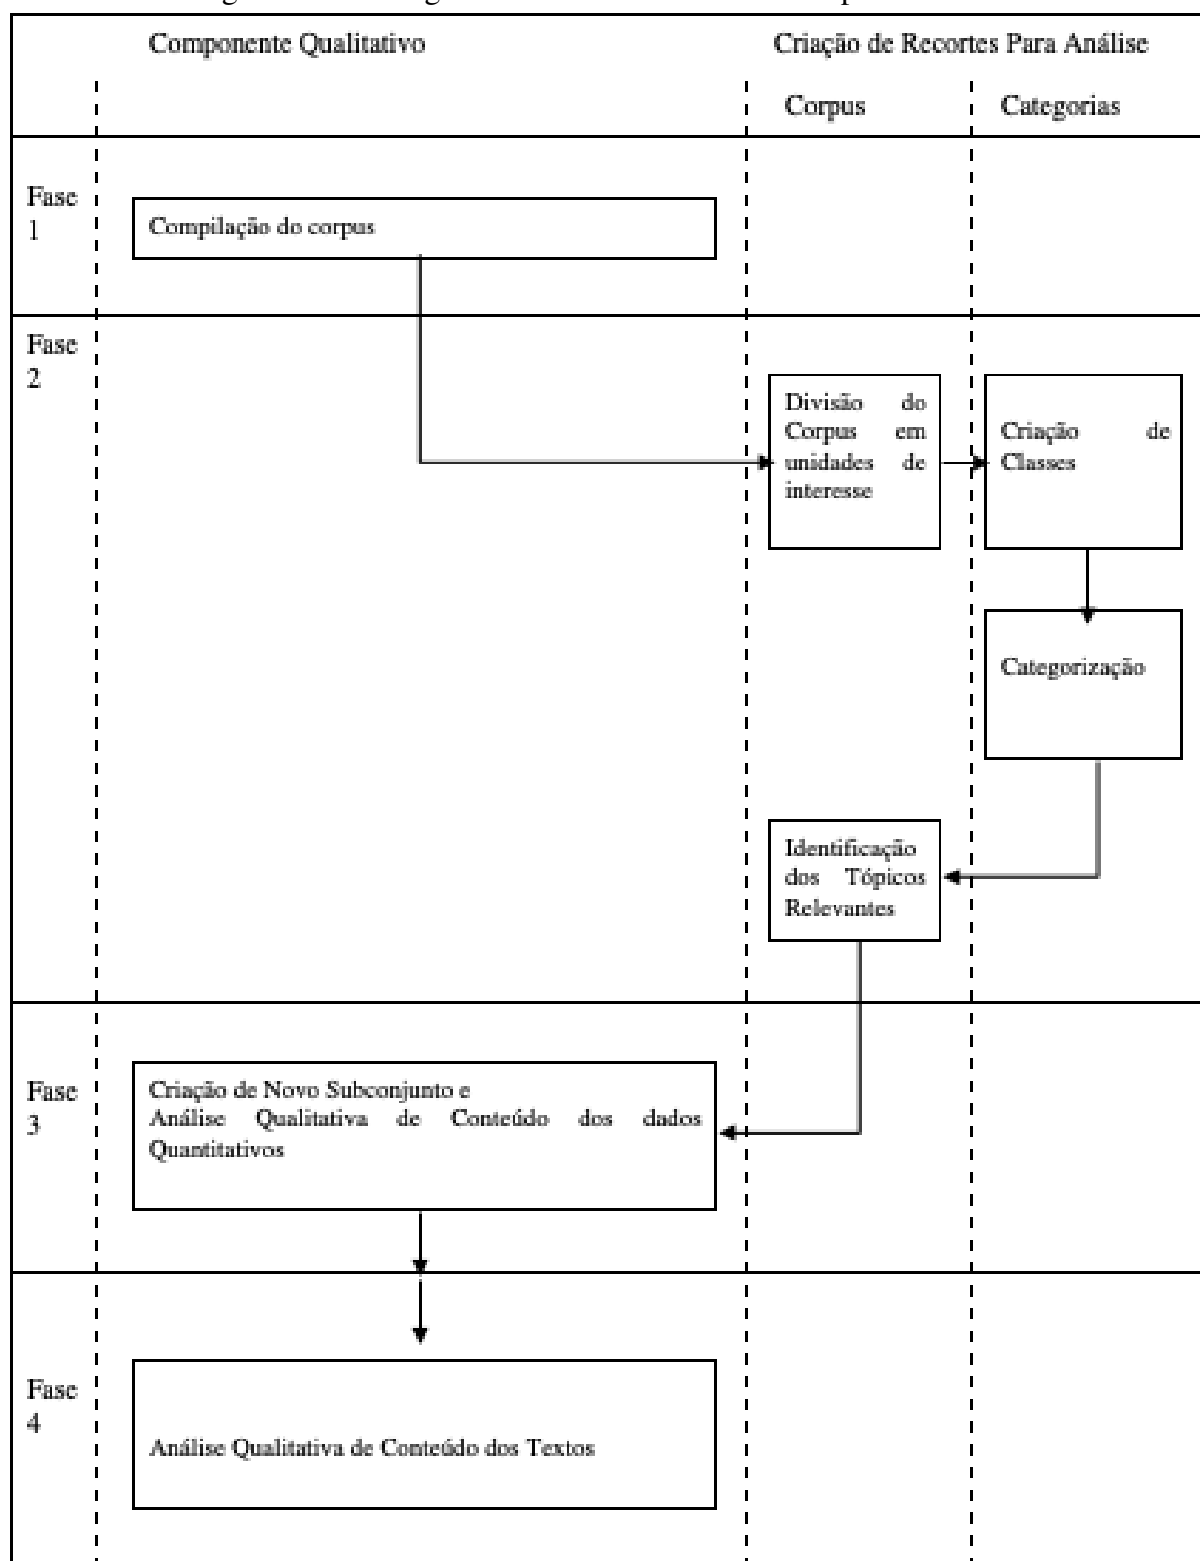 Componente Qualitativo
Criação de Recortes Para Análise
Corpus
Categorias
Fase
1
Compilação do corpus
Fase
2
Divisão do
Corpus em
unidades de
interesse
Criação de
Classes
Categorização
Identificação
dos Tópicos
Relevantes
Fase
3
Criação de Novo Subconjunto e
Análise Qualitativa de Conteúdo dos dados
Quantitativos
Fase
4
Análise Qualitativa de Conteúdo dos Textos